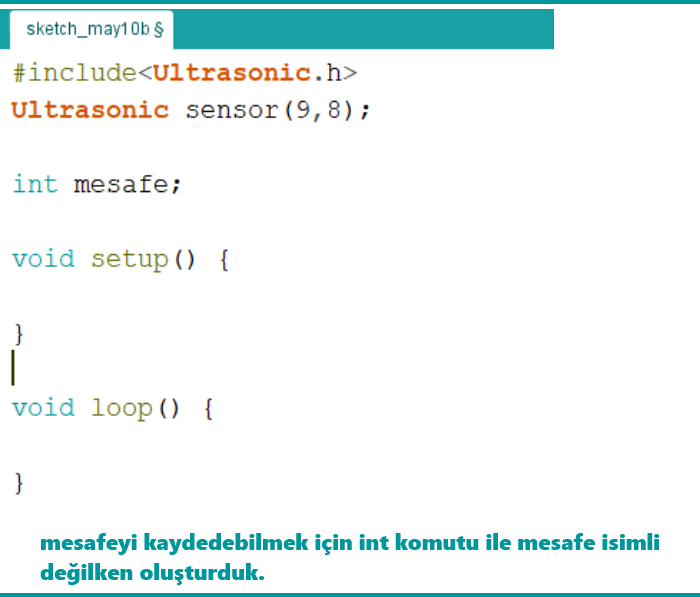 sketch_may10b §
#include<Ultrasonic.h>
Ultrasonic sensor(9,8);
int mesafe;
void setup() {
}
void loop() {
}
mesafeyi kaydedebilmek için int komutu ile mesafe isimli
değilken oluşturduk.